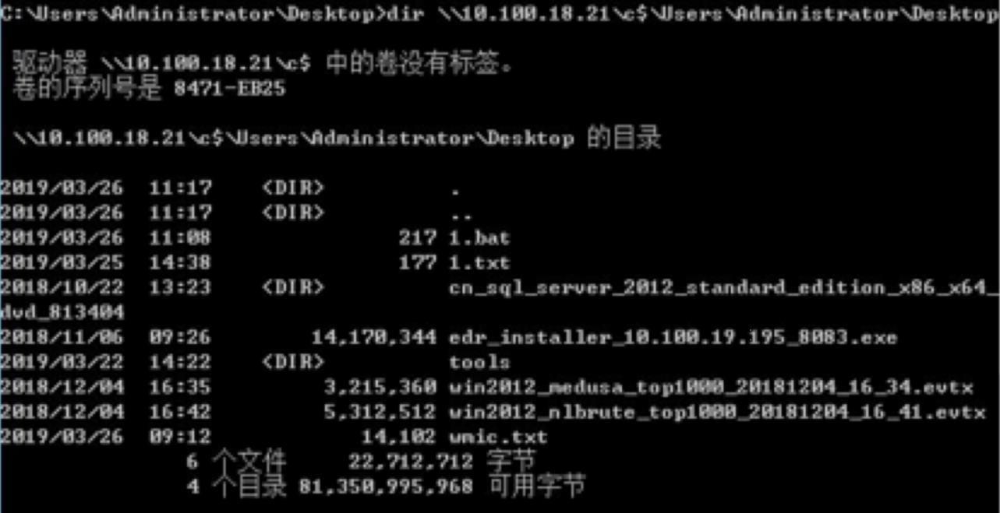 C:\Users\Administrator\Desktop>dir \\10.100.18.21\c$\Users\Administrator\Desktop
驱动器 \\10.100.18.21\c$ 中的卷没有标签。
卷的序列号是 8471-EB25
\\10.100.18.21\c$\Users\Administrator\Desktop 的目录
2019/03/26  11:17    <DIR>          .
2019/03/26  11:17    <DIR>          ..
2019/03/26  11:08               217 1.bat
2019/03/25  14:38               177 1.txt
2018/10/22  13:23    <DIR>          cn_sql_server_2012_standard_edition_x86_x64_
dvd_813404
2018/11/06  09:26        14,170,344 edr_installer_10.100.19.195_8083.exe
2019/03/22  14:22    <DIR>          tools
2018/12/04  16:35         3,215,360 win2012_medusa_top1000_20181204_16_34.evtx
2018/12/04  16:42         5,312,512 win2012_nlbrute_top1000_20181204_16_41.evtx
2019/03/26  09:12            14,102 wmic.txt
6 个文件     22,712,712 字节
4 个目录 81,350,995,968 可用字节